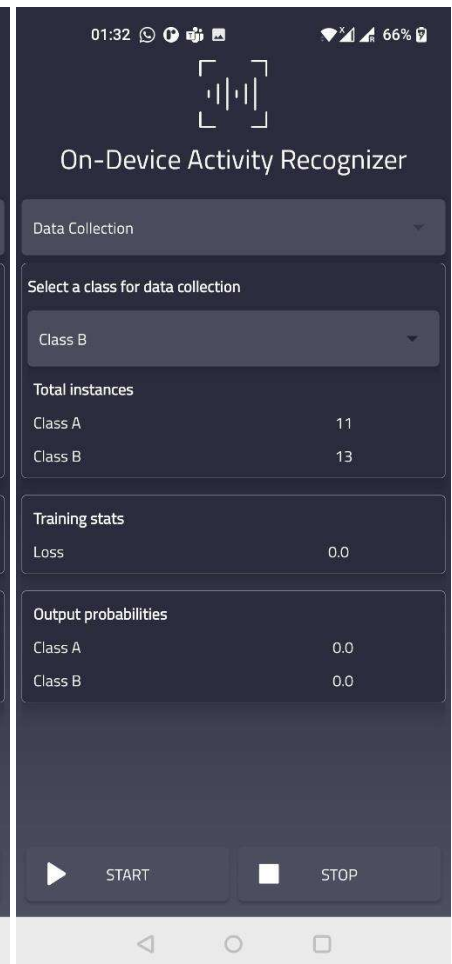 01:32 66%
On-Device Activity Recognizer
Data Collection
Select a class for data collection
Class B
Total instances
Class A 11
Class B 13
Training stats
Loss 0.0
Output probabilities
Class A 0.0
Class B 0.0
START STOP